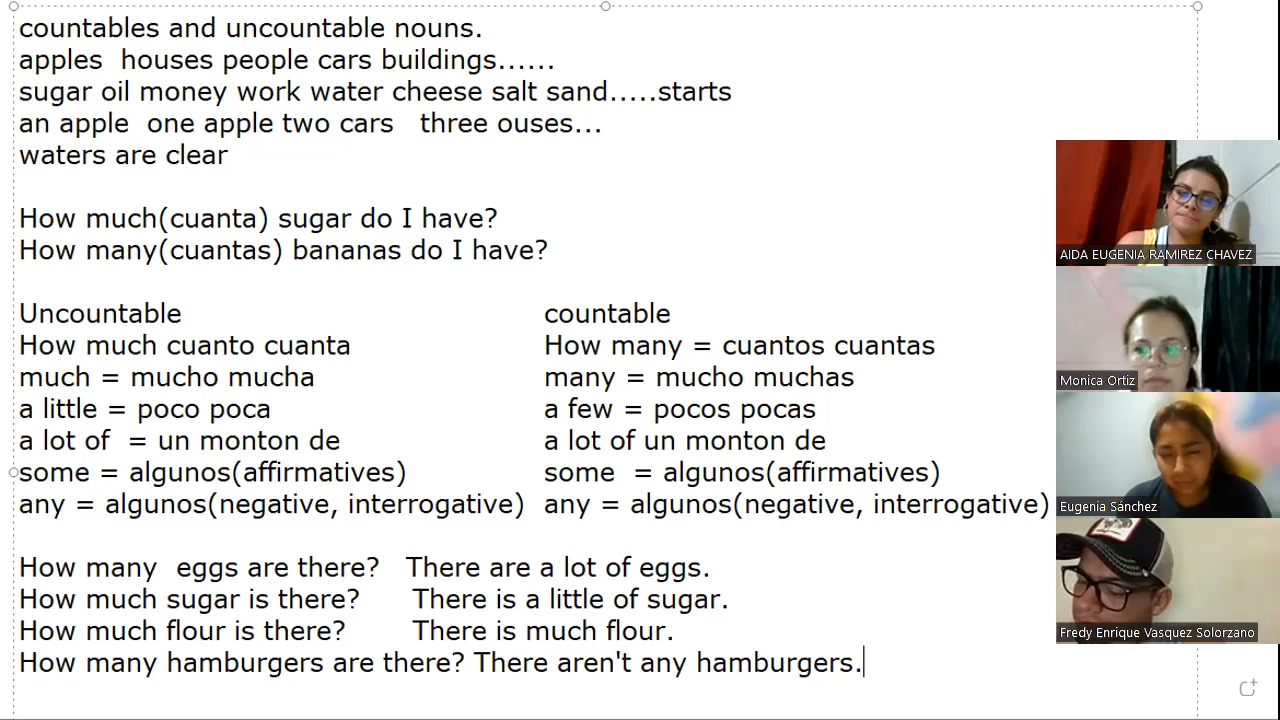 countables and uncountable nouns.
apples  houses people cars buildings......
sugar oil money work water cheese salt sand.....starts
an apple  one apple two cars   three ouses...
waters are clear
How much(cuanta) sugar do I have?
How many(cuantas) bananas do I have?
Uncountable countable
How much cuanto cuanta How many = cuantos cuantas
much = mucho mucha many = mucho muchas
a little = poco poca a few = pocos pocas
a lot of  = un monton de a lot of un monton de
some = algunos(affirmatives) some  = algunos(affirmatives)
any = algunos(negative, interrogative) any = algunos(negative, interrogative)
How many  eggs are there?   There are a lot of eggs.
How much sugar is there?      There is a little of sugar.
How much flour is there?       There is much flour.
How many hamburgers are there? There aren't any hamburgers.
AIDA EUGENIA RAMIREZ CHAVEZ
Monica Ortiz
Eugenia Sánchez
Fredy Enrique Vasquez Solorzano